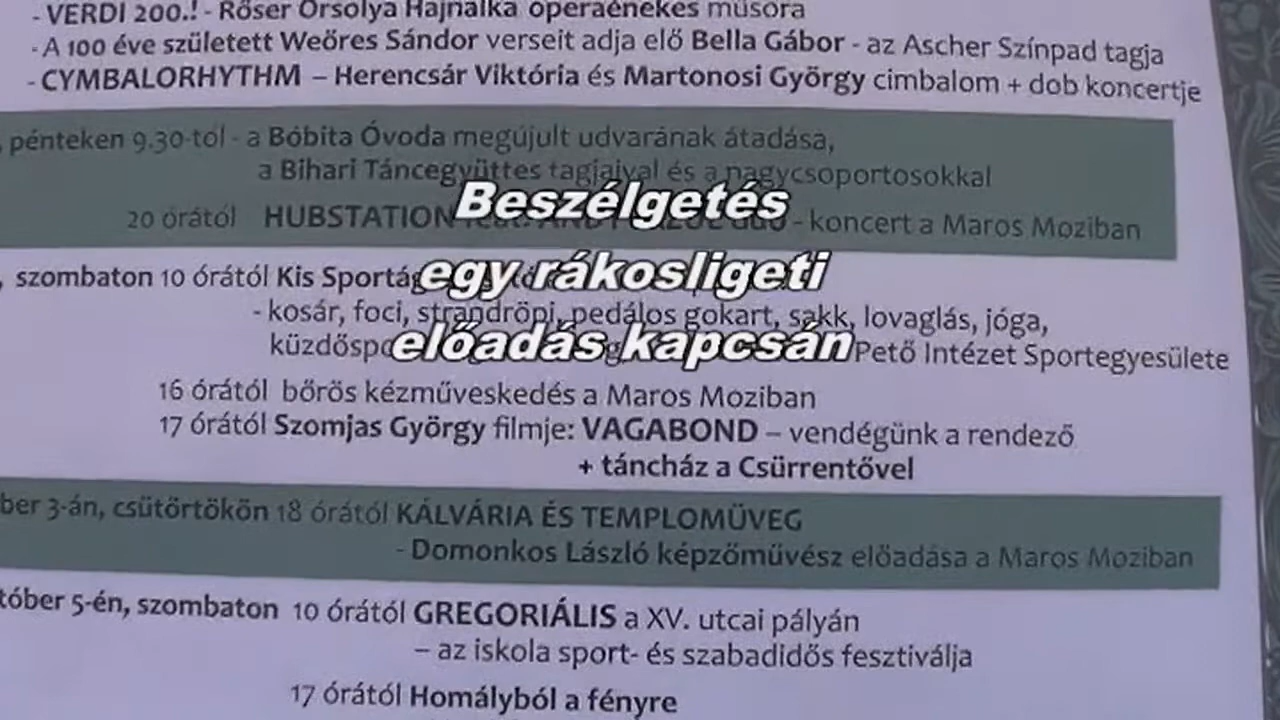 - VERDI 200.! - Rőser Orsolya Hajnalka operaénekes műsora
- A 100 éve született Weöres Sándor verseit adja elő Bella Gábor - az Ascher Színpad tagja
- CYMBALORHYTHM – Herencsár Viktória és Martonosi György cimbalom + dob koncertje
, pénteken 9.30-tól - a Bóbita Óvoda megújult udvarának átadása,
a Bihari Táncegyüttes tagjaival és a nagycsoportosokkal
20 órától HUBSTATION - koncert a Maros Moziban
, szombaton 10 órától Kis
- kosár, foci, strandröpi, pedálos gokart, sakk, lovaglás, jóga,
Pető Intézet Sportegyesülete
16 órától bőrös kézműveskedés a Maros Moziban
17 órától Szomjas György filmje: VAGABOND – vendégünk a rendező
+ táncház a Csürrentővel
ber 3-án, csütörtökön 18 órától KÁLVÁRIA ÉS TEMPLOMÜVEG
- Domonkos László képzőművész előadása a Maros Moziban
tóber 5-én, szombaton 10 órától GREGORIÁLIS a XV. utcai pályán
– az iskola sport- és szabadidős fesztiválja
17 órától Homályból a fényre
Beszélgetés
egy rákosligeti
előadás kapcsán